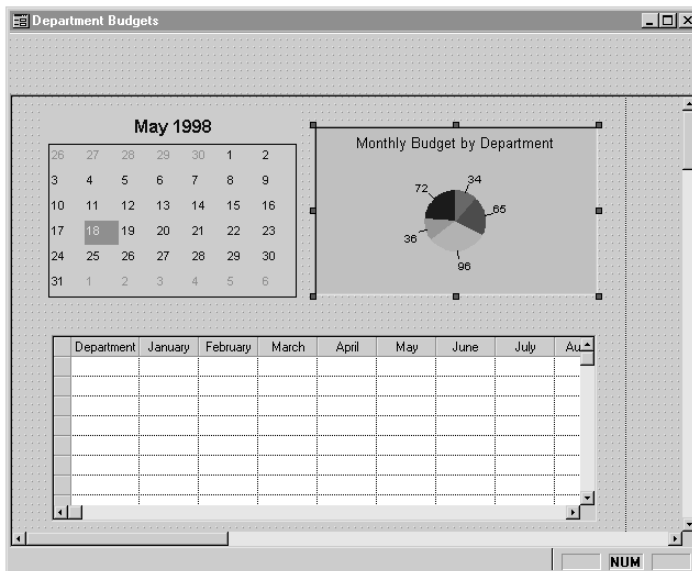 Department Budgets
May 1998
26 27 28 29 30 1 2
3 4 5 6 7 8 9
10 11 12 13 14 15 16
17 18 19 20 21 22 23
24 25 26 27 28 29 30
31 1 2 3 4 5 6
Monthly Budget by Department
72 34
65
36
96
Department January February March April May June July Au
NUM